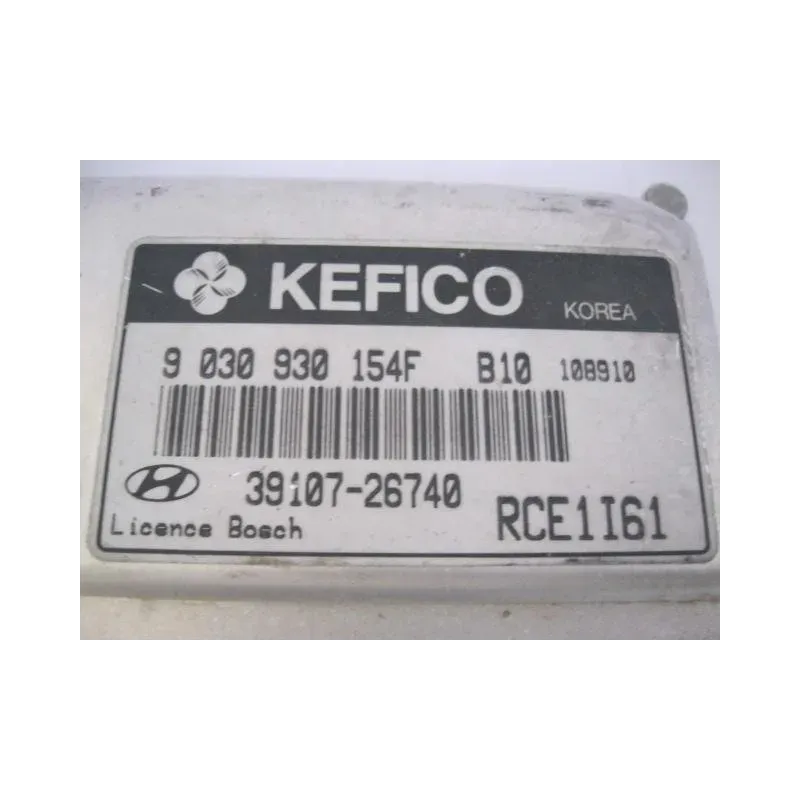 KEFICO KOREA
9 030 930 154F B10 108910
39107-26740 RCE1I61
Licence Bosch